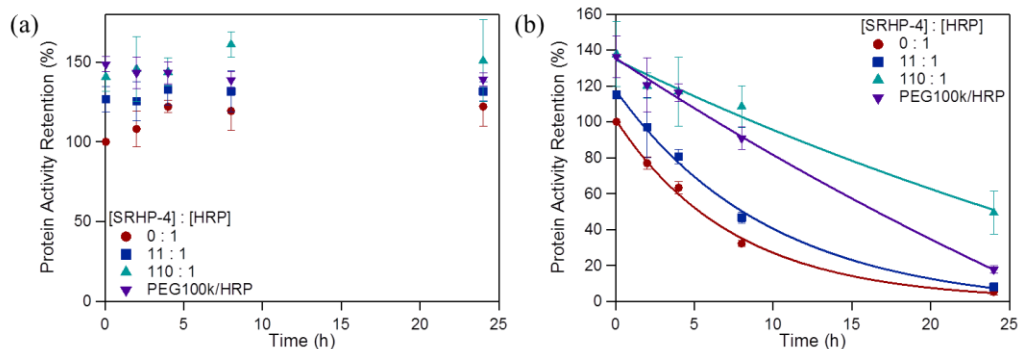 (a)
Protein Activity Retention (%)
150
100
50
0
[SRHP-4] : [HRP]
0 : 1
11 : 1
110 : 1
PEG100k/HRP
0
5
10
15
20
25
Time (h)
(b)
Protein Activity Retention (%)
160
140
120
100
80
60
40
20
0
[SRHP-4] : [HRP]
0 : 1
11 : 1
110 : 1
PEG100k/HRP
0
5
10
15
20
25
Time (h)